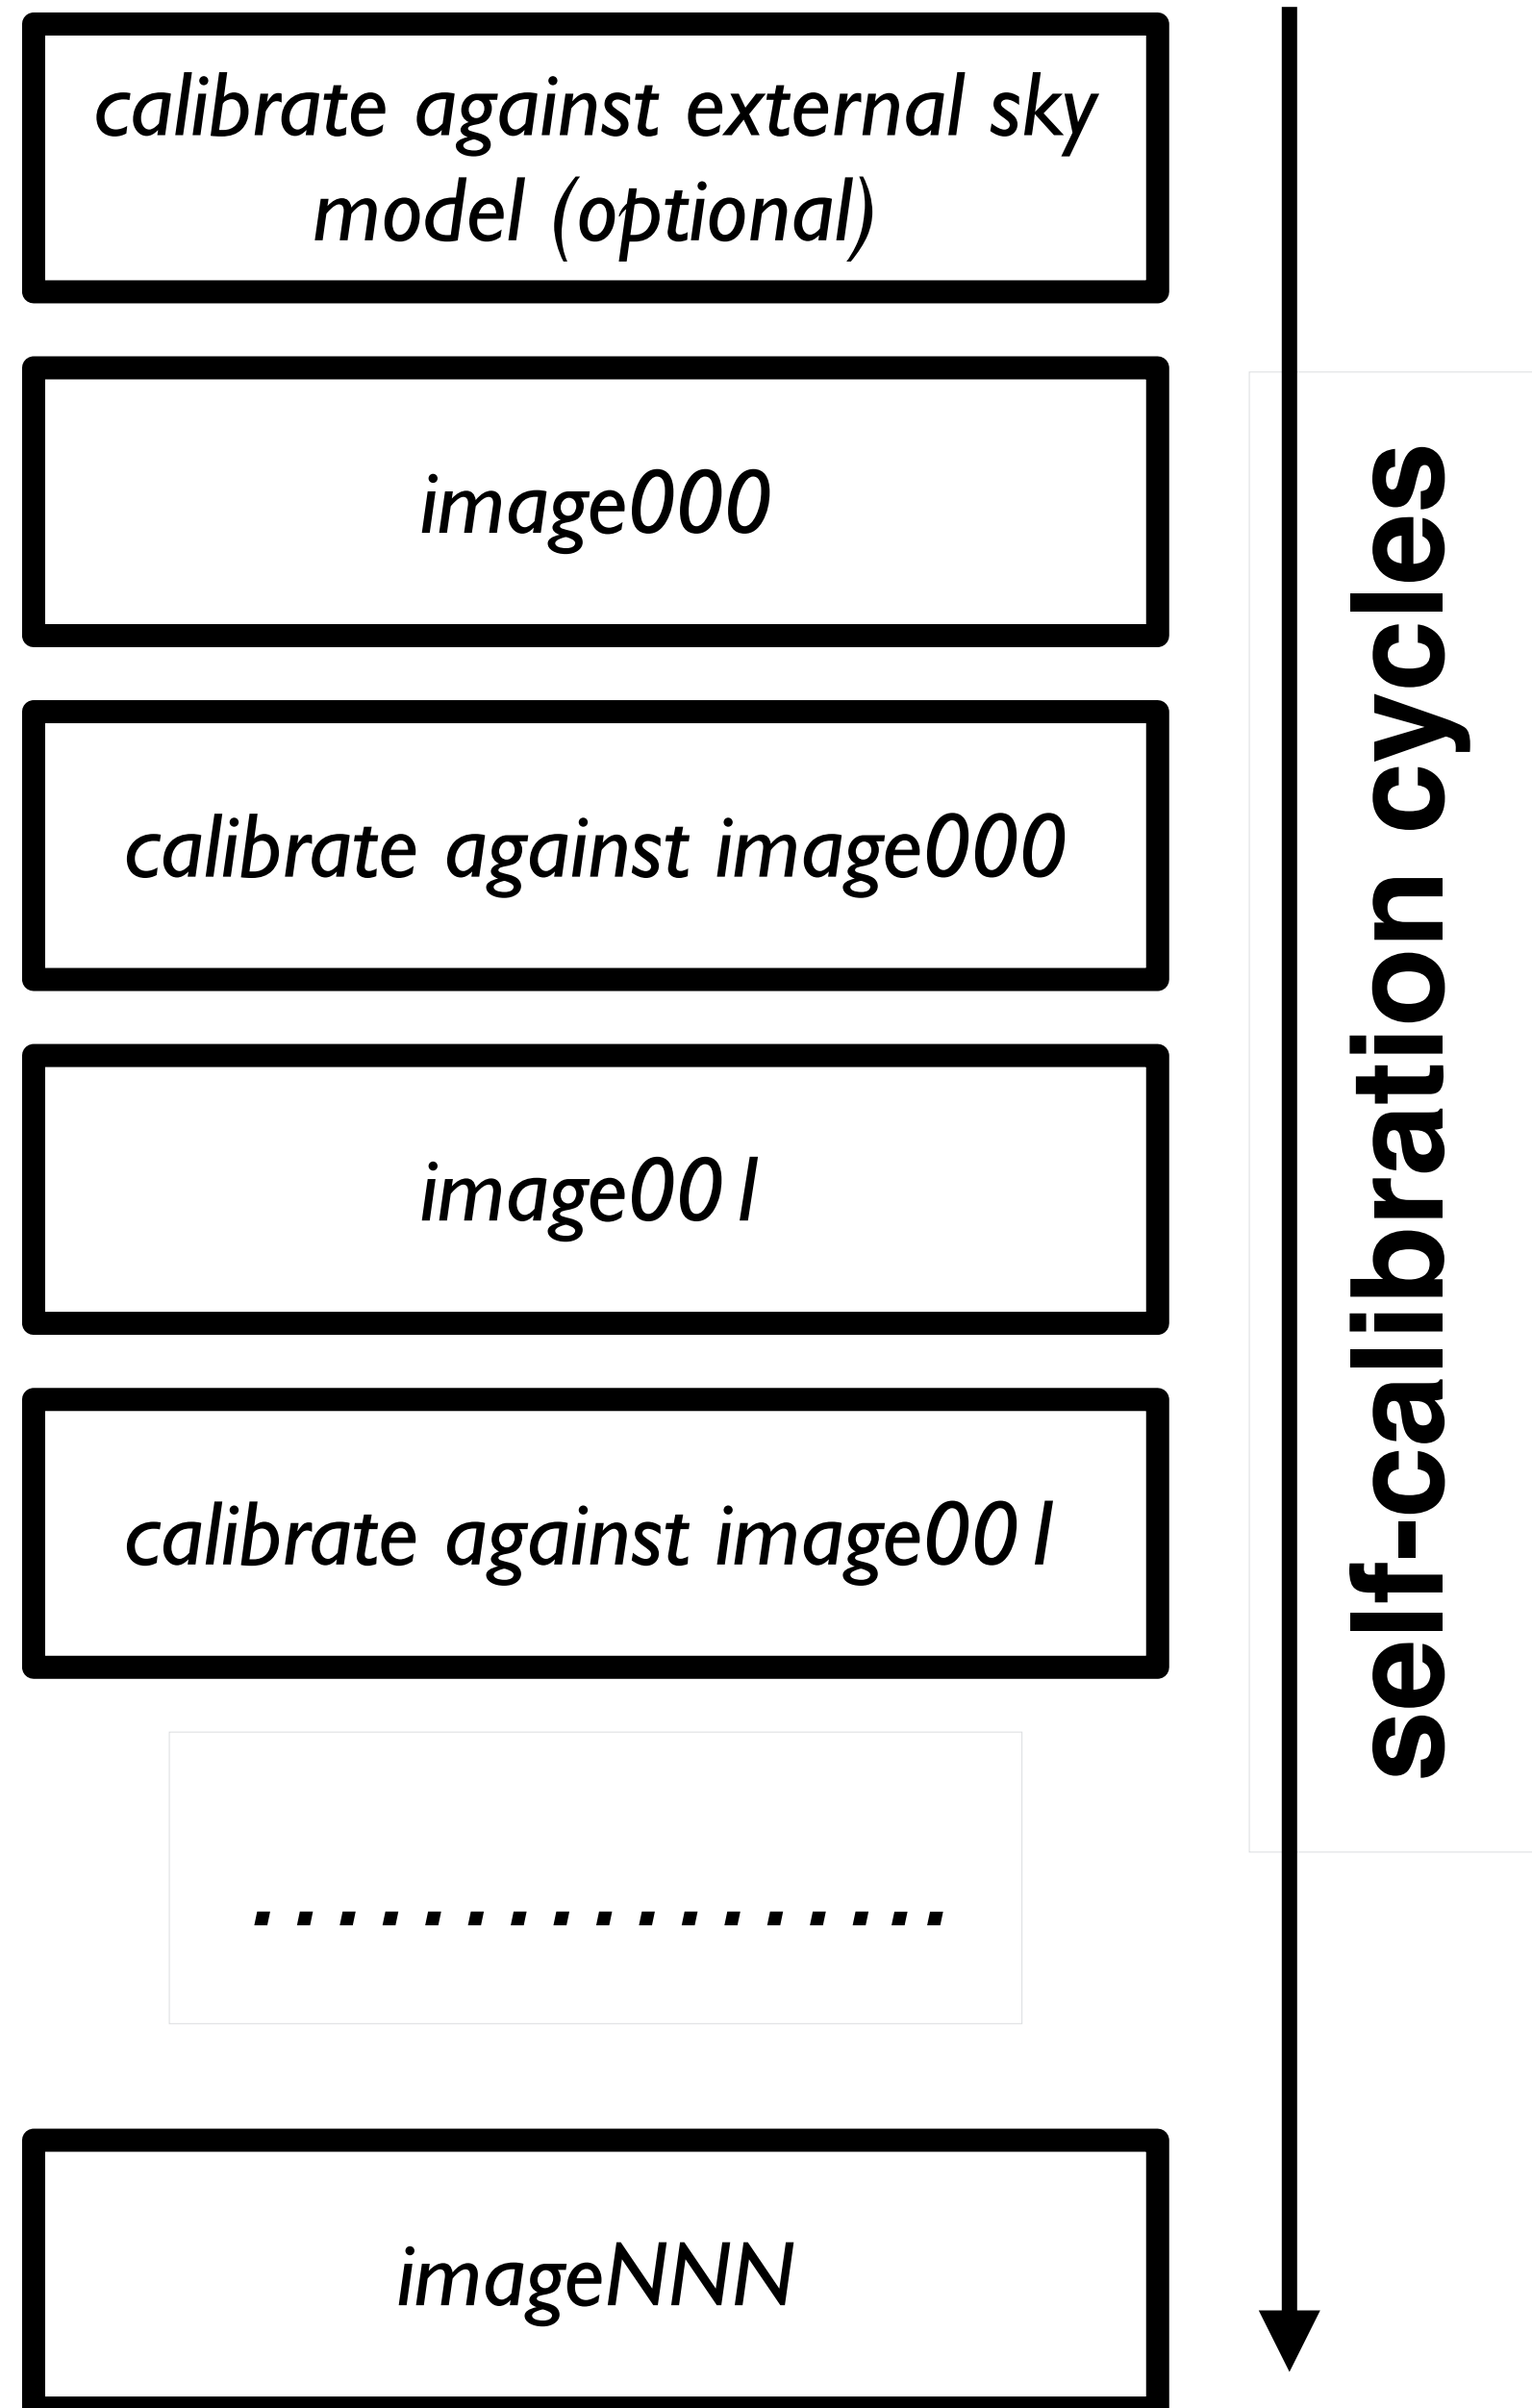 calibrate against external sky
model (optional)
image000
calibrate against image000
image001
calibrate against image001
.................
imageNNN
self-calibration cycles